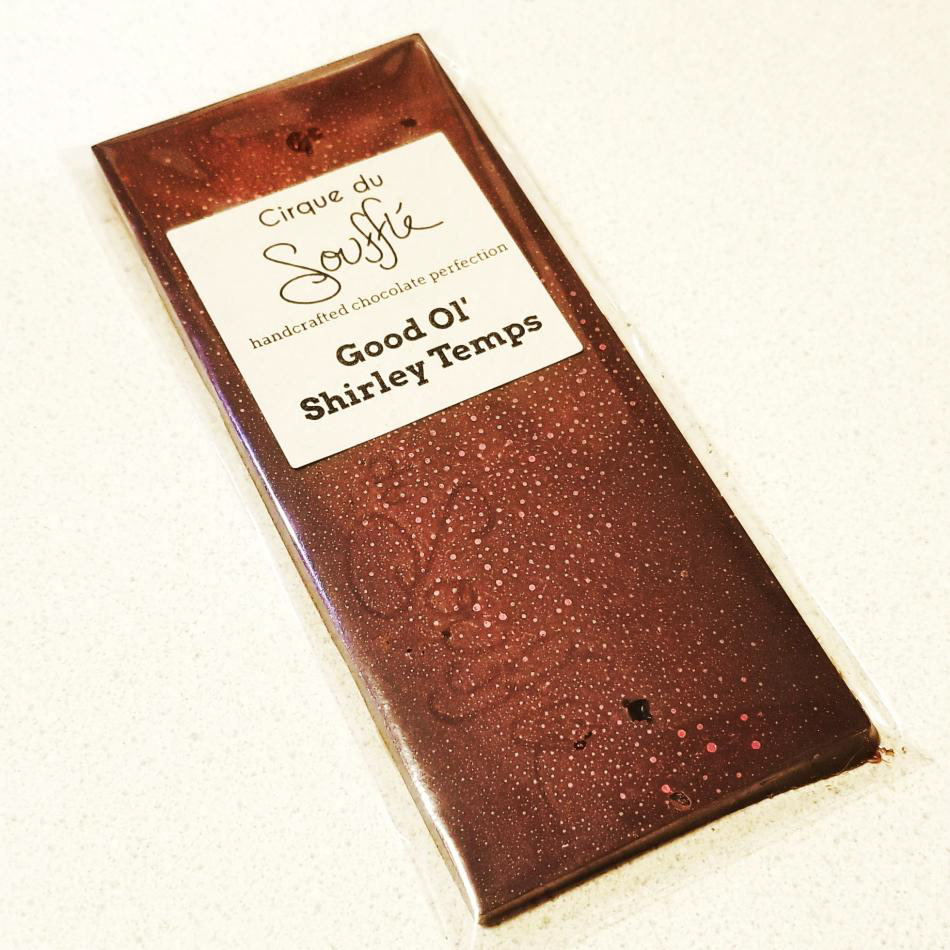 Cirque du
Soufflé
handcrafted chocolate perfection
Good Ol'
Shirley Temps